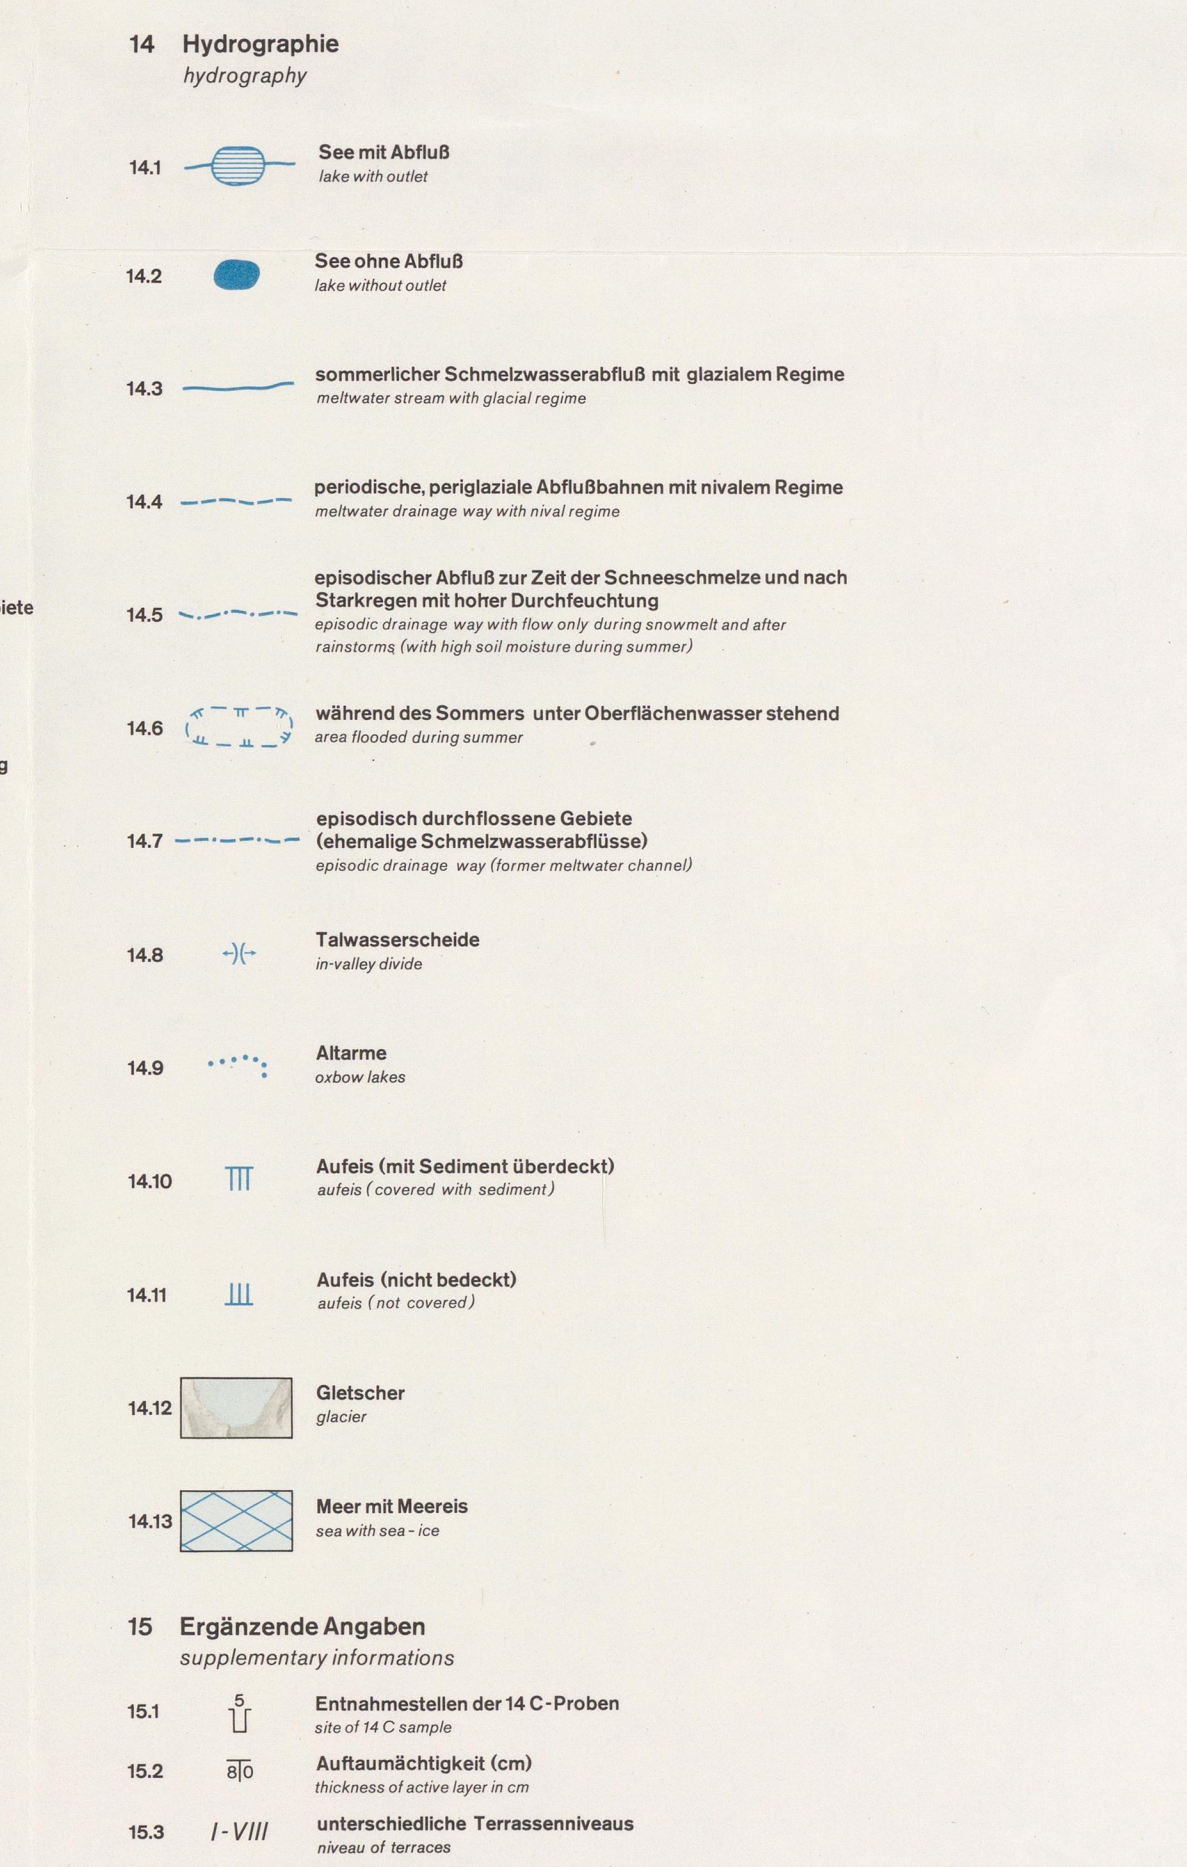 14 Hydrographie
hydrography
14.1 See mit Abfluß
lake with outlet
14.2 See ohne Abfluß
lake without outlet
14.3 sommerlicher Schmelzwasserabfluß mit glazialem Regime
meltwater stream with glacial regime
14.4 periodische, periglaziale Abflußbahnen mit nivalem Regime
meltwater drainage way with nival regime
episodischer Abfluß zur Zeit der Schneeschmelze und nach
14.5 Starkregen mit hoher Durchfeuchtung
episodic drainage way with flow only during snowmelt and after
rainstorms (with high soil moisture during summer)
iete
14.6 während des Sommers unter Oberflächenwasser stehend
area flooded during summer
g
episodisch durchflossene Gebiete
14.7 (ehemalige Schmelzwasserabflüsse)
episodic drainage way (former meltwater channel)
14.8 Talwasserscheide
in-valley divide
14.9 Altarme
oxbow lakes
14.10 Aufeis (mit Sediment überdeckt)
aufeis (covered with sediment)
14.11 Aufeis (nicht bedeckt)
aufeis (not covered)
14.12 Gletscher
glacier
14.13 Meer mit Meereis
sea with sea-ice
15 Ergänzende Angaben
supplementary informations
15.1 5 Entnahmestellen der 14 C-Proben
site of 14 C sample
15.2 80 Auftaumächtigkeit (cm)
thickness of active layer in cm
15.3 I-VIII unterschiedliche Terrassenniveaus
niveau of terraces